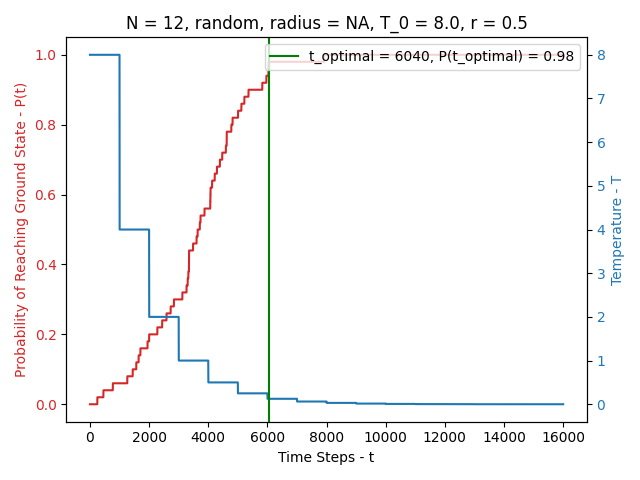 N = 12, random, radius = NA, T_0 = 8.0, r = 0.5
t_optimal = 6040, P(t_optimal) = 0.98
Probability of Reaching Ground State - P(t)
1.0
0.8
0.6
0.4
0.2
0.0
8
7
6
5
4
3
2
1
0
Temperature - T
0 2000 4000 6000 8000 10000 12000 14000 16000
Time Steps - t